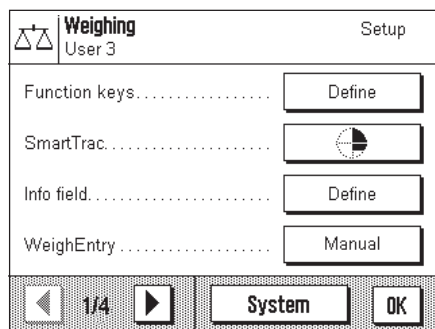 Weighing
User 3
Setup
Function keys.................. Define
SmartTrac......................
Info field........................ Define
WeighEntry .................... Manual
1/4 System OK